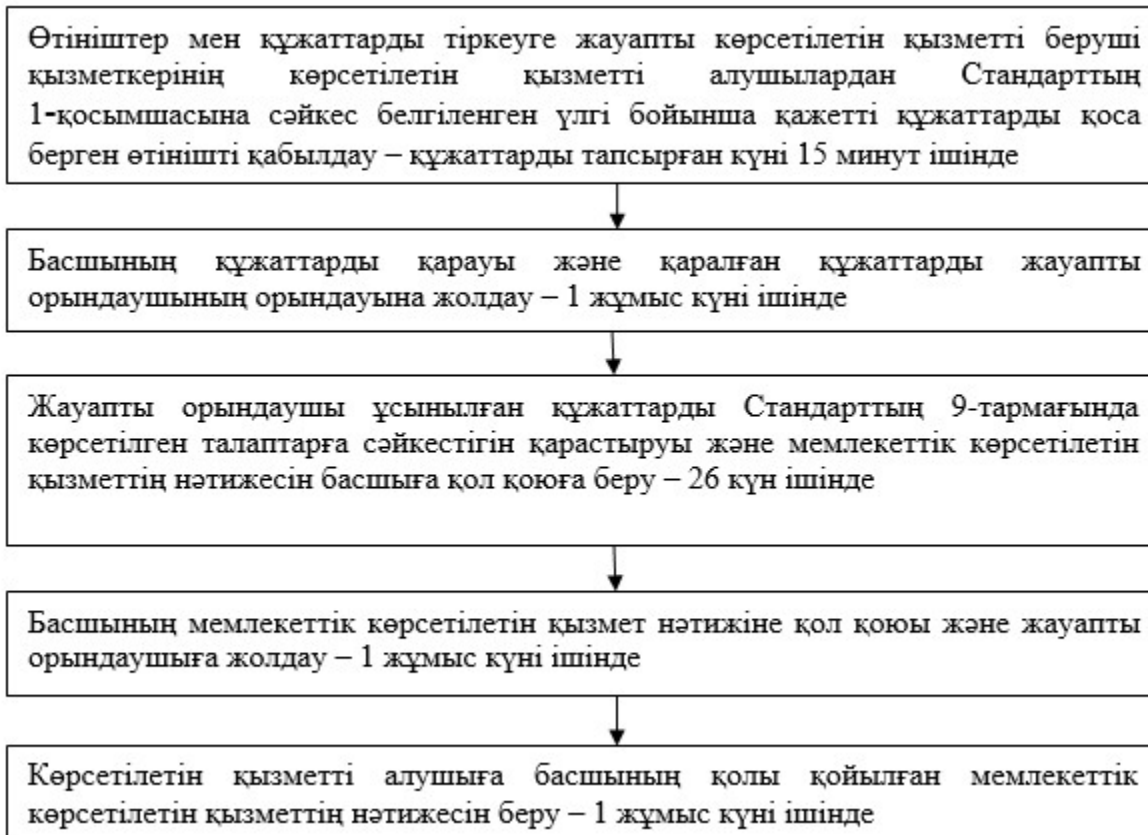 Өтініштер мен құжаттарды тіркеуге жауапты көрсетілетін қызметті беруші
қызметкерінің көрсетілетін қызметті алушылардан Стандарттың
1-қосымшасына сәйкес белгіленген үлгі бойынша қажетті құжаттарды қоса
берген өтінішті қабылдау – құжаттарды тапсырған күні 15 минут ішінде
Басшының құжаттарды қарауы және қаралған құжаттарды жауапты
орындаушының орындауына жолдау – 1 жұмыс күні ішінде
Жауапты орындаушы ұсынылған құжаттарды Стандарттың 9-тармағында
көрсетілген талаптарға сәйкестігін қарастыруы және мемлекеттік көрсетілетін
қызметтің нәтижесін басшыға қол қоюға беру – 26 күн ішінде
Басшының мемлекеттік көрсетілетін қызмет нәтижіне қол қоюы және жауапты
орындаушыға жолдау – 1 жұмыс күні ішінде
Көрсетілетін қызметті алушыға басшының қолы қойылған мемлекеттік
көрсетілетін қызметтің нәтижесін беру – 1 жұмыс күні ішінде